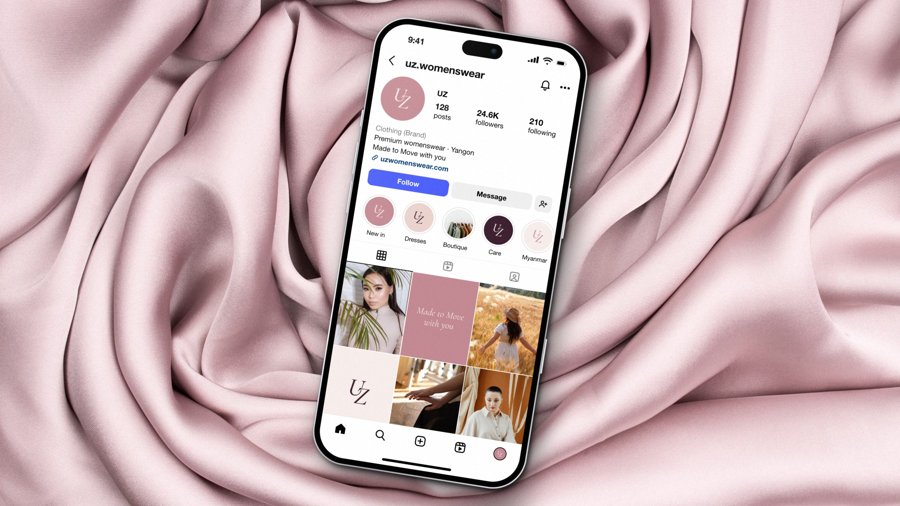 9:41
uz.womenswear
UZ
UZ
128
posts
24.6K
followers
210
following
Clothing (Brand)
Premium womenswear · Yangon
Made to Move with you
uzwomenswear.com
Follow
Message
UZ
UZ
UZ
UZ
New in
Dresses
Boutique
Care
Myanmar
Made to Move
with you
UZ